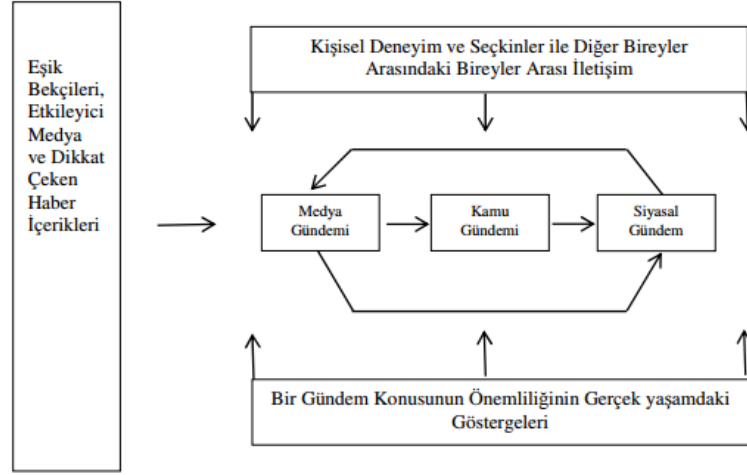 Eşik
Bekçileri,
Etkileyici
Medya
ve Dikkat
Çeken
Haber
İçerikleri
Kişisel Deneyim ve Seçkinler ile Diğer Bireyler
Arasındaki Bireyler Arası İletişim
Medya
Gündemi
Kamu
Gündemi
Siyasal
Gündem
Bir Gündem Konusunun Önemliliğinin Gerçek yaşamdaki
Göstergeleri